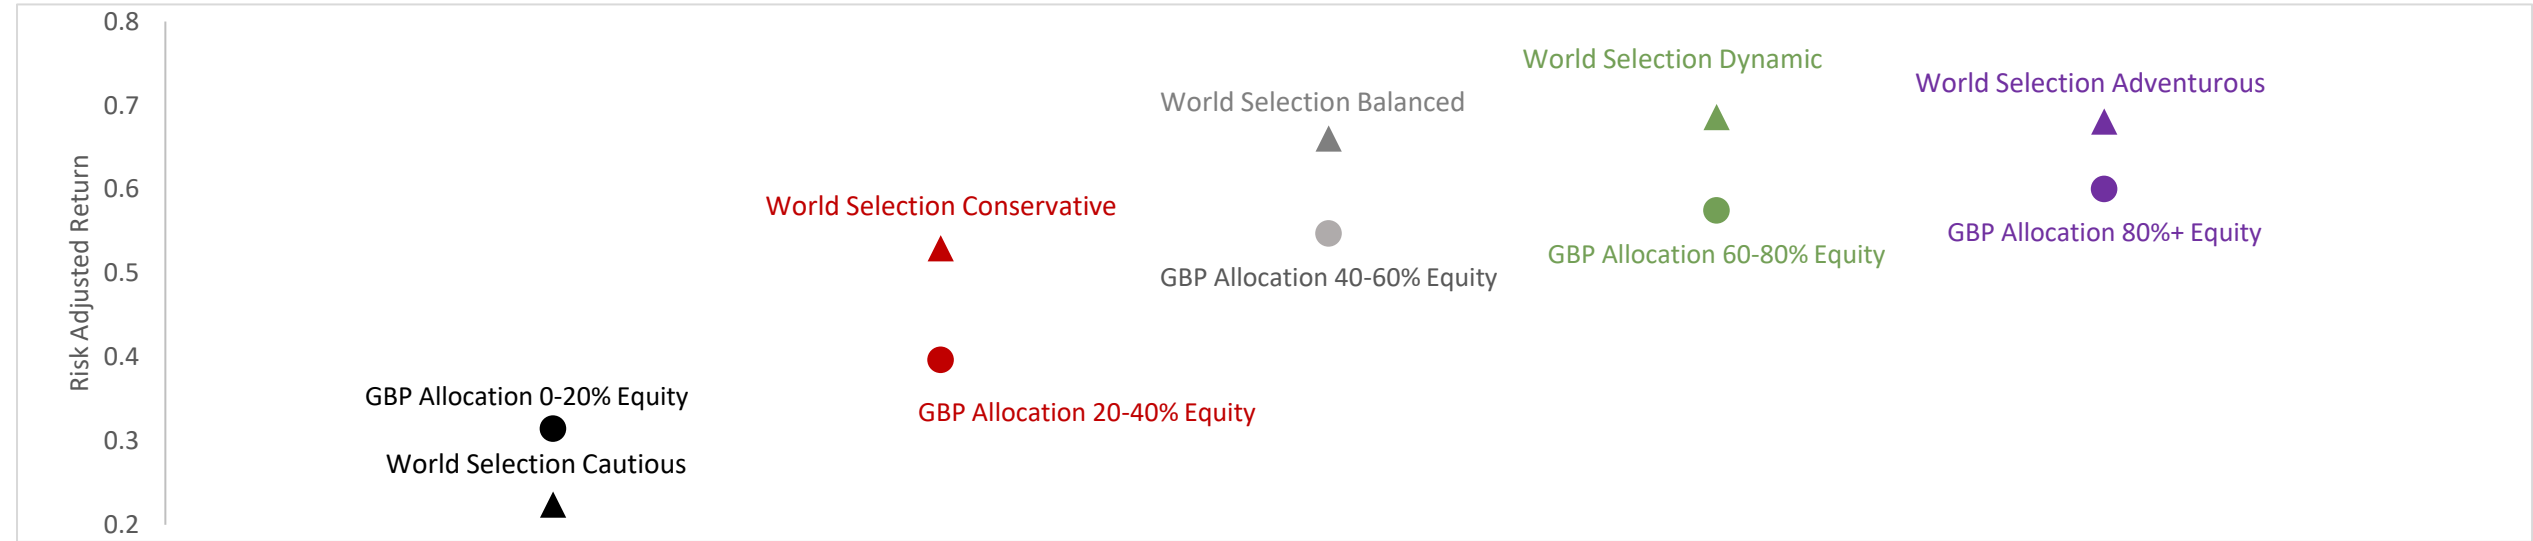 0.8
0.7
0.6
0.5
0.4
0.3
0.2
Risk Adjusted Return
GBP Allocation 0-20% Equity
World Selection Cautious
World Selection Conservative
GBP Allocation 20-40% Equity
World Selection Balanced
GBP Allocation 40-60% Equity
World Selection Dynamic
GBP Allocation 60-80% Equity
World Selection Adventurous
GBP Allocation 80%+ Equity